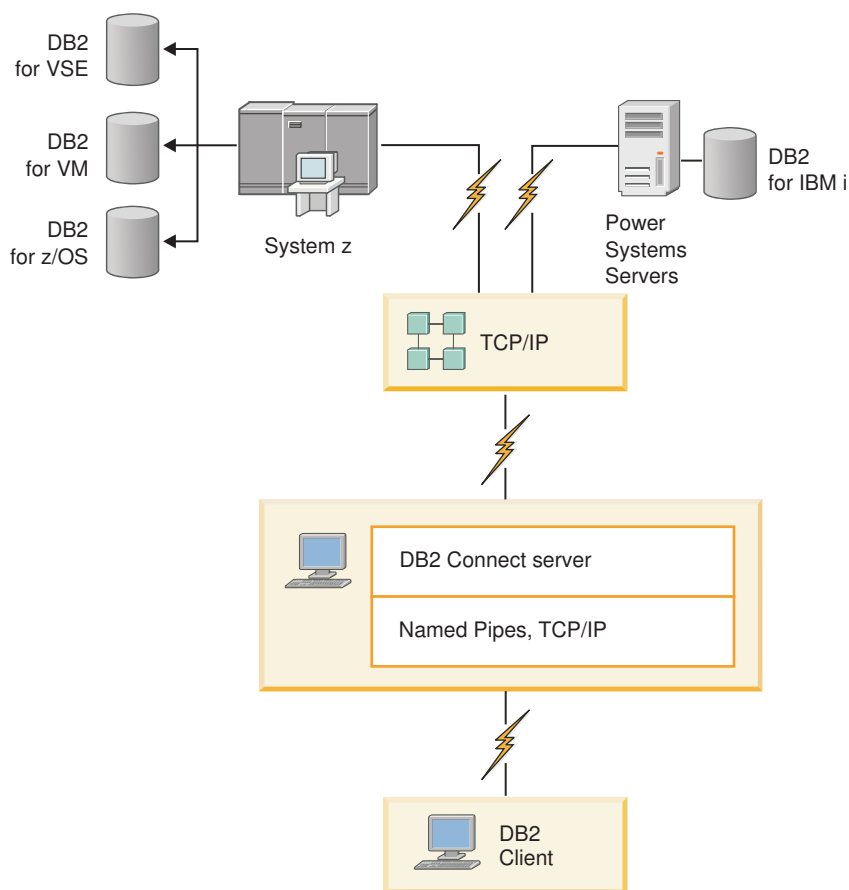 DB2
for VSE
DB2
for VM
DB2
for z/OS
System z
Power
Systems
Servers
DB2
for IBM i
TCP/IP
DB2 Connect server
Named Pipes, TCP/IP
DB2
Client